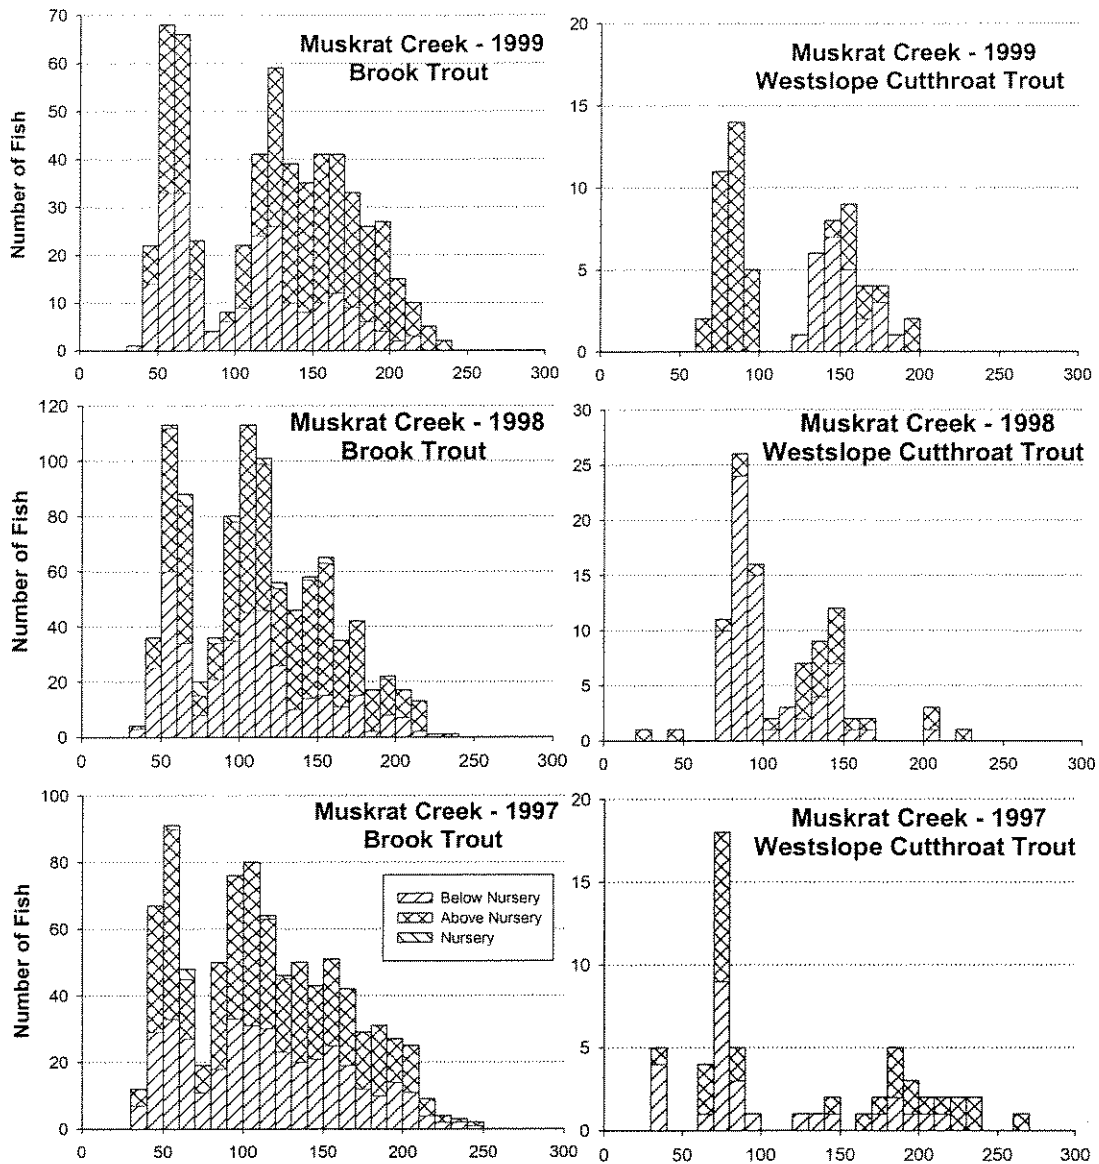 Muskrat Creek - 1999
Brook Trout
Number of Fish
70
60
50
40
30
20
10
0
0 50 100 150 200 250 300
Muskrat Creek - 1999
Westslope Cutthroat Trout
20
15
10
5
0
0 50 100 150 200 250 300
Muskrat Creek - 1998
Brook Trout
Number of Fish
120
100
80
60
40
20
0
0 50 100 150 200 250 300
Muskrat Creek - 1998
Westslope Cutthroat Trout
30
25
20
15
10
5
0
0 50 100 150 200 250 300
Muskrat Creek - 1997
Brook Trout
Number of Fish
100
80
60
40
20
0
0 50 100 150 200 250 300
Below Nursery
Above Nursery
Nursery
Muskrat Creek - 1997
Westslope Cutthroat Trout
20
15
10
5
0
0 50 100 150 200 250 300